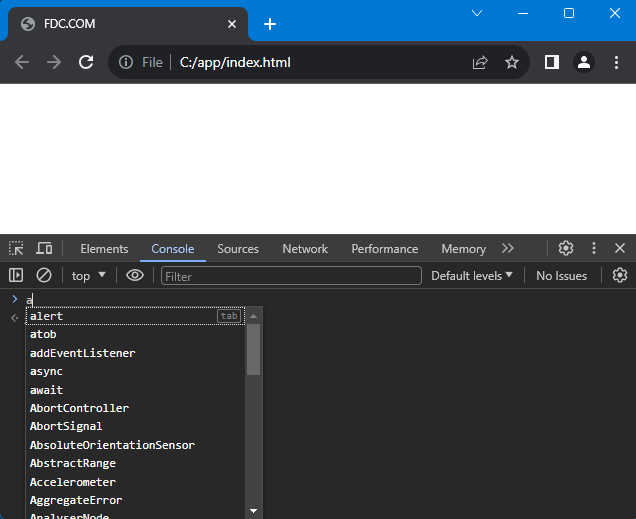 FDC.COM
File C:/app/index.html
Elements Console Sources Network Performance Memory
top Filter Default levels No Issues
a
alert tab
atob
addEventListener
async
await
AbortController
AbortSignal
AbsoluteOrientationSensor
AbstractRange
Accelerometer
AggregateError
AnalyserNode